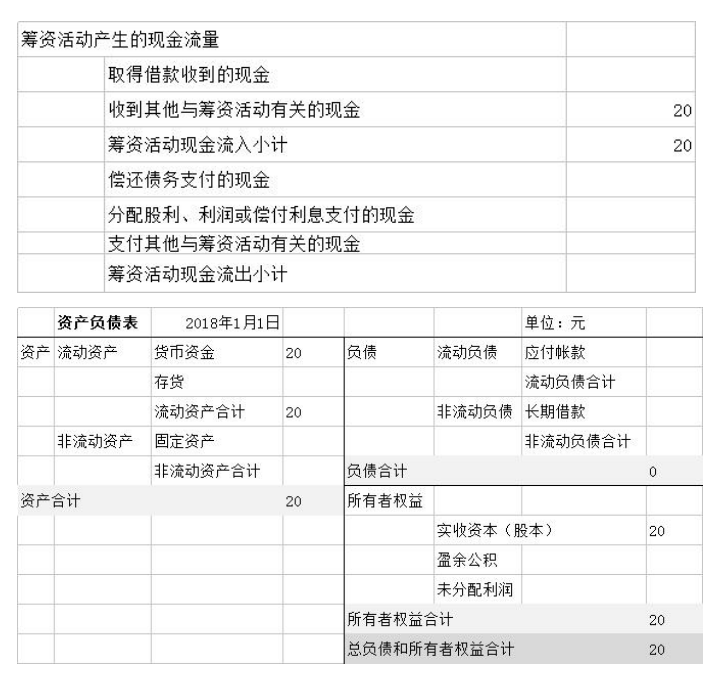 筹资活动产生的现金流量
取得借款收到的现金
收到其他与筹资活动有关的现金 20
筹资活动现金流入小计 20
偿还债务支付的现金
分配股利、利润或偿付利息支付的现金
支付其他与筹资活动有关的现金
筹资活动现金流出小计
资产负债表 2018年1月1日 单位：元
资产 流动资产 货币资金 20 负债 流动负债 应付帐款
存货 流动负债合计
流动资产合计 20 非流动负债 长期借款
非流动资产 固定资产 非流动负债合计
非流动资产合计 负债合计 0
资产合计 20 所有者权益
实收资本（股本） 20
盈余公积
未分配利润
所有者权益合计 20
总负债和所有者权益合计 20